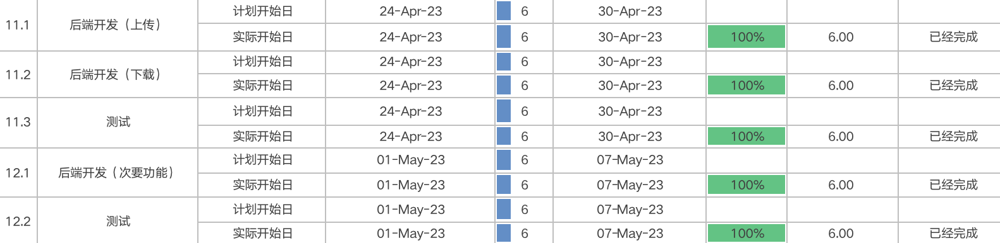 11.1 后端开发（上传） 计划开始日 24-Apr-23 6 30-Apr-23
实际开始日 24-Apr-23 6 30-Apr-23 100% 6.00 已经完成
11.2 后端开发（下载） 计划开始日 24-Apr-23 6 30-Apr-23
实际开始日 24-Apr-23 6 30-Apr-23 100% 6.00 已经完成
11.3 测试 计划开始日 24-Apr-23 6 30-Apr-23
实际开始日 24-Apr-23 6 30-Apr-23 100% 6.00 已经完成
12.1 后端开发（次要功能） 计划开始日 01-May-23 6 07-May-23
实际开始日 01-May-23 6 07-May-23 100% 6.00 已经完成
12.2 测试 计划开始日 01-May-23 6 07-May-23
实际开始日 01-May-23 6 07-May-23 100% 6.00 已经完成